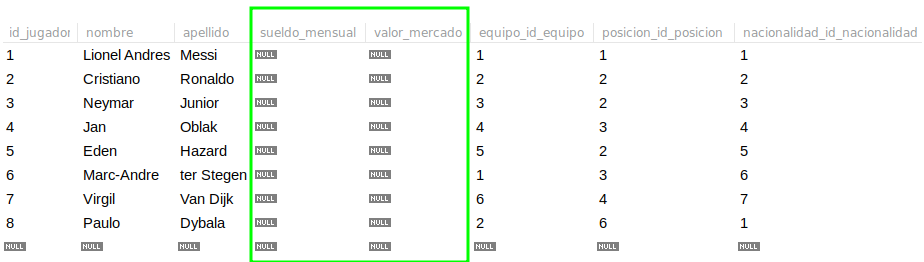 id_jugador nombre apellido sueldo_mensual valor_mercado equipo_id_equipo posicion_id_posicion nacionalidad_id_nacionalidad
1 Lionel Andres Messi NULL NULL 1 1 1
2 Cristiano Ronaldo NULL NULL 2 2 2
3 Neymar Junior NULL NULL 3 2 3
4 Jan Oblak NULL NULL 4 3 4
5 Eden Hazard NULL NULL 5 2 5
6 Marc-Andre ter Stegen NULL NULL 1 3 6
7 Virgil Van Dijk NULL NULL 6 4 7
8 Paulo Dybala NULL NULL 2 6 1
NULL NULL NULL NULL NULL NULL NULL NULL